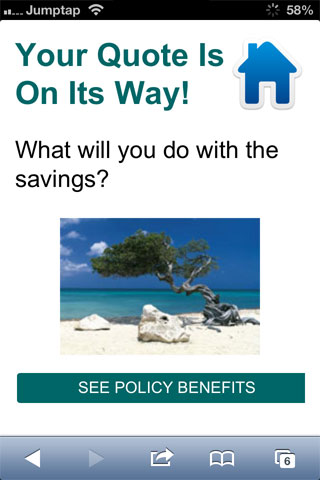 Jumptap 58%
Your Quote Is
On Its Way!
What will you do with the
savings?
SEE POLICY BENEFITS
6